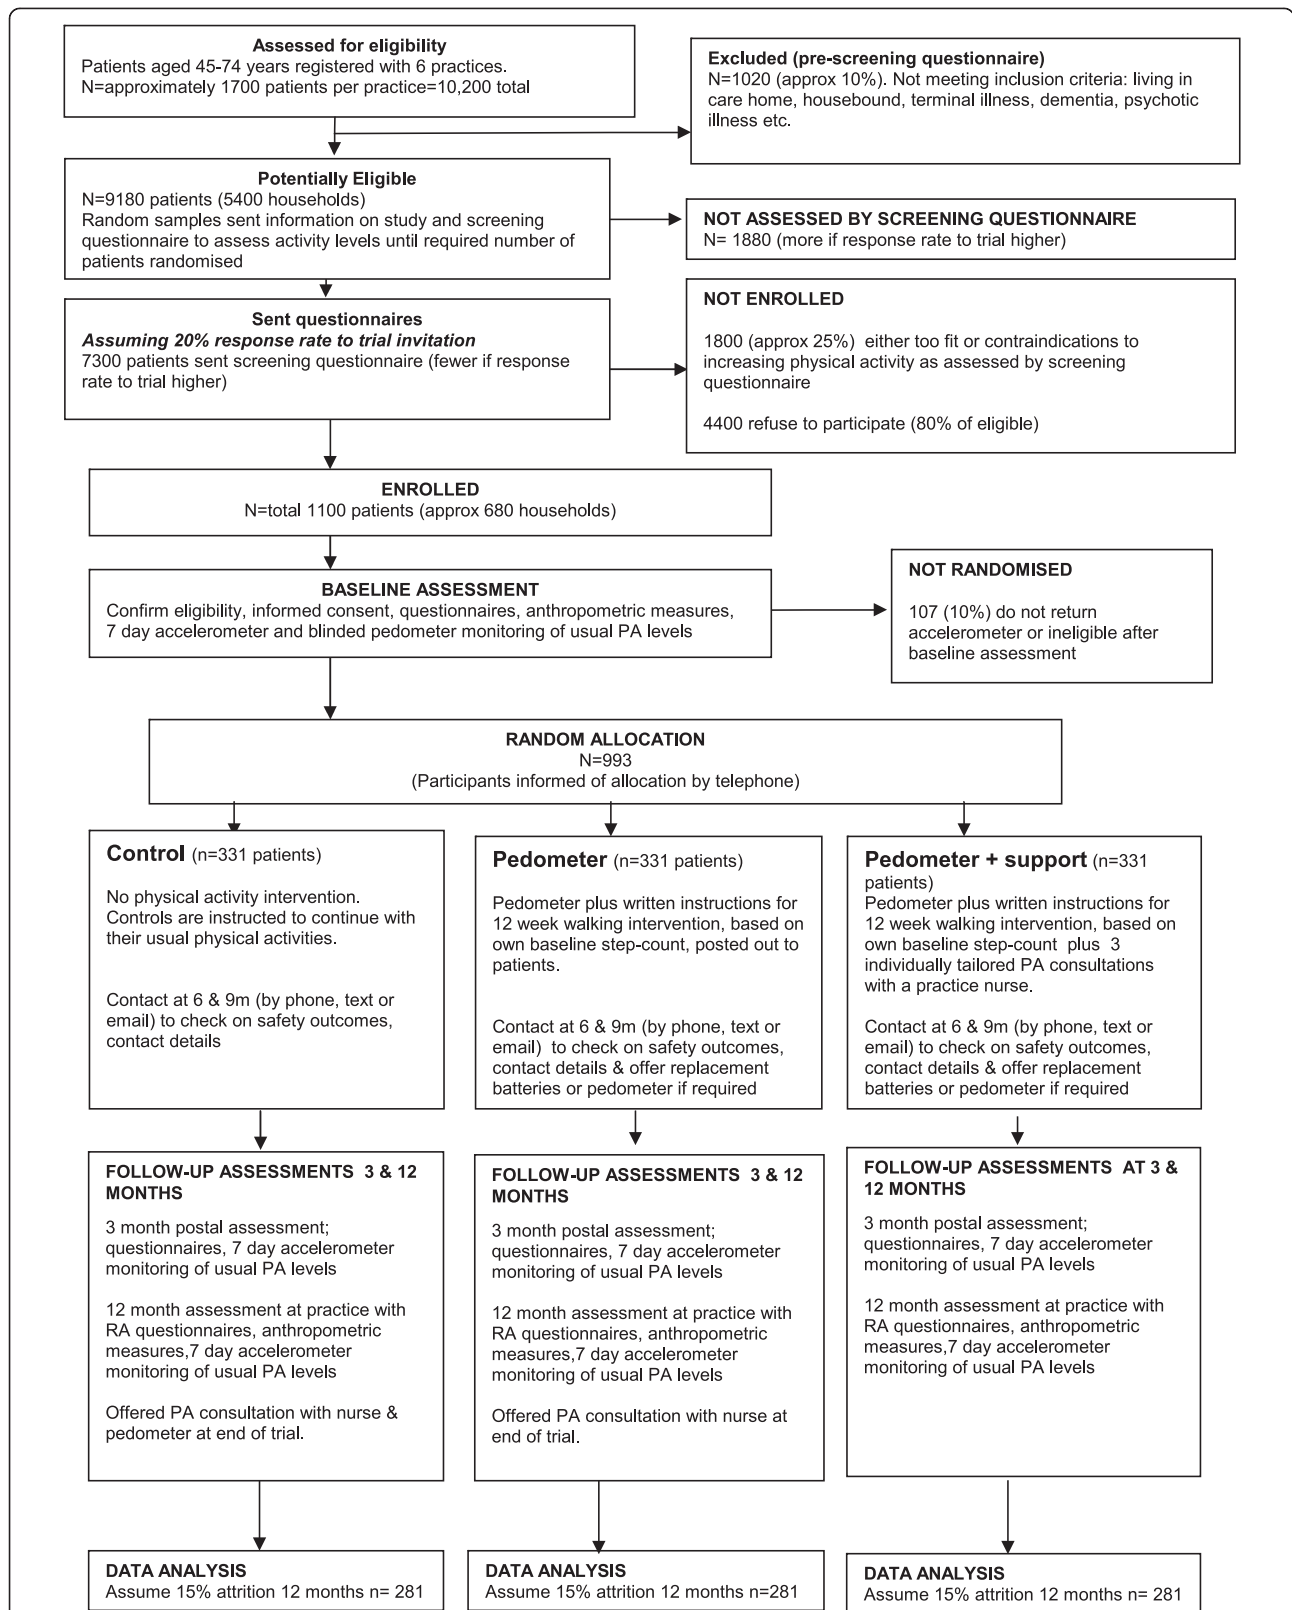 Assessed for eligibility
Patients aged 45-74 years registered with 6 practices.
N=approximately 1700 patients per practice=10,200 total
Excluded (pre-screening questionnaire)
N=1020 (approx 10%). Not meeting inclusion criteria: living in
care home, housebound, terminal illness, dementia, psychotic
illness etc.
Potentially Eligible
N=9180 patients (5400 households)
Random samples sent information on study and screening
questionnaire to assess activity levels until required number of
patients randomised
NOT ASSESSED BY SCREENING QUESTIONNAIRE
N= 1880 (more if response rate to trial higher)
Sent questionnaires
Assuming 20% response rate to trial invitation
7300 patients sent screening questionnaire (fewer if response
rate to trial higher)
NOT ENROLLED
1800 (approx 25%)  either too fit or contraindications to
increasing physical activity as assessed by screening
questionnaire
4400 refuse to participate (80% of eligible)
ENROLLED
N=total 1100 patients (approx 680 households)
BASELINE ASSESSMENT
Confirm eligibility, informed consent, questionnaires, anthropometric measures,
7 day accelerometer and blinded pedometer monitoring of usual PA levels
NOT RANDOMISED
107 (10%) do not return
accelerometer or ineligible after
baseline assessment
RANDOM ALLOCATION
N=993
(Participants informed of allocation by telephone)
Control (n=331 patients)
No physical activity intervention.
Controls are instructed to continue with
their usual physical activities.
Contact at 6 & 9m (by phone, text or
email) to check on safety outcomes,
contact details
Pedometer (n=331 patients)
Pedometer plus written instructions for
12 week walking intervention, based on
own baseline step-count, posted out to
patients.
Contact at 6 & 9m (by phone, text or
email)  to check on safety outcomes,
contact details & offer replacement
batteries or pedometer if required
Pedometer + support (n=331
patients)
Pedometer plus written instructions for
12 week walking intervention, based on
own baseline step-count  plus  3
individually tailored PA consultations
with a practice nurse.
Contact at 6 & 9m (by phone, text or
email) to check on safety outcomes,
contact details & offer replacement
batteries or pedometer if required
FOLLOW-UP ASSESSMENTS  3 & 12
MONTHS
3 month postal assessment;
questionnaires, 7 day accelerometer
monitoring of usual PA levels
12 month assessment at practice with
RA questionnaires, anthropometric
measures,7 day accelerometer
monitoring of usual PA levels
Offered PA consultation with nurse &
pedometer at end of trial.
FOLLOW-UP ASSESSMENTS  3 & 12
MONTHS
3 month postal assessment;
questionnaires, 7 day accelerometer
monitoring of usual PA levels
12 month assessment at practice with
RA questionnaires, anthropometric
measures,7 day accelerometer
monitoring of usual PA levels
Offered PA consultation with nurse at
end of trial.
FOLLOW-UP ASSESSMENTS  AT 3 &
12 MONTHS
3 month postal assessment;
questionnaires, 7 day accelerometer
monitoring of usual PA levels
12 month assessment at practice with
RA questionnaires, anthropometric
measures,7 day accelerometer
monitoring of usual PA levels
DATA ANALYSIS
Assume 15% attrition 12 months n= 281
DATA ANALYSIS
Assume 15% attrition 12 months n=281
DATA ANALYSIS
Assume 15% attrition 12 months n= 281